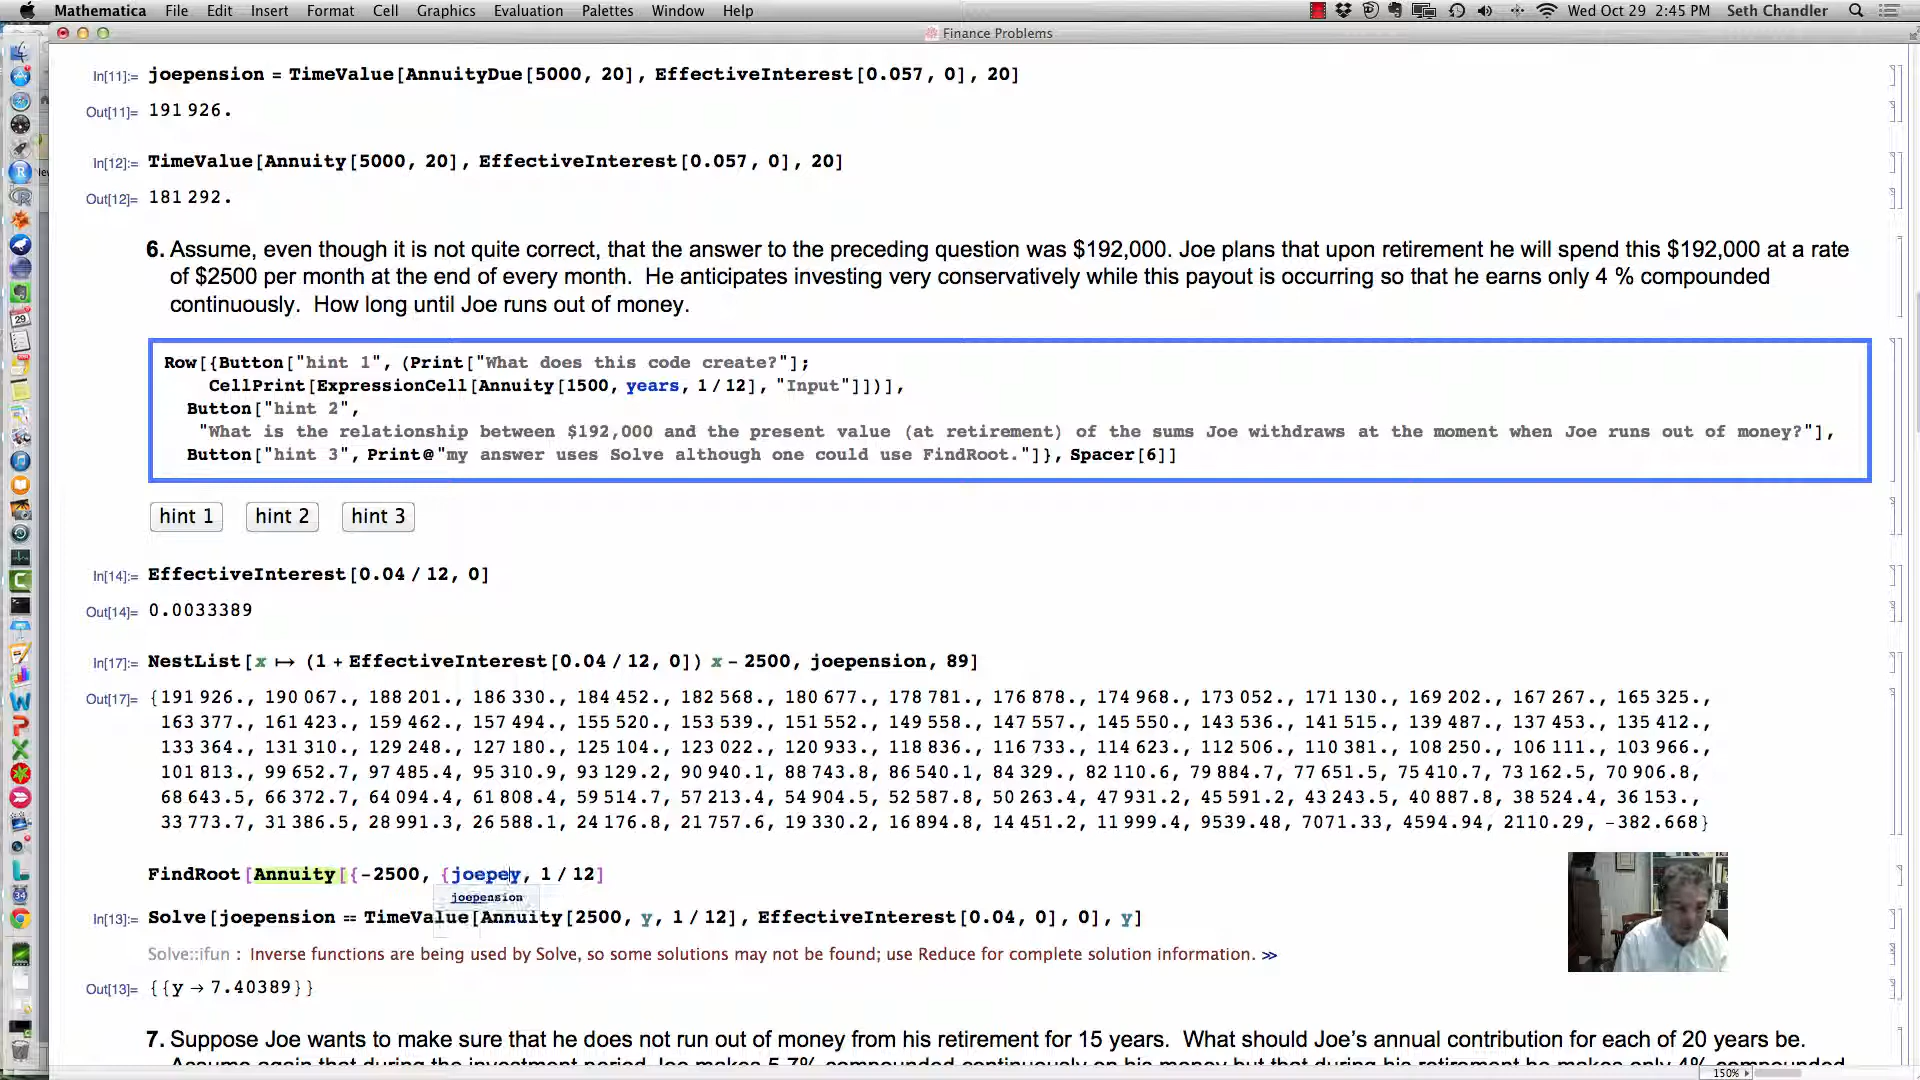 Mathematica File Edit Insert Format Cell Graphics Evaluation Palettes Window Help Wed Oct 29 2:45 PM Seth Chandler
Finance Problems
In[11]:= joepension = TimeValue[AnnuityDue[5000, 20], EffectiveInterest[0.057, 0], 20]
Out[11]= 191 926.
In[12]:= TimeValue[Annuity[5000, 20], EffectiveInterest[0.057, 0], 20]
Out[12]= 181 292.
6. Assume, even though it is not quite correct, that the answer to the preceding question was $192,000. Joe plans that upon retirement he will spend this $192,000 at a rate
of $2500 per month at the end of every month. He anticipates investing very conservatively while this payout is occurring so that he earns only 4 % compounded
continuously. How long until Joe runs out of money.
Row[{Button["hint 1", (Print["What does this code create?"];
CellPrint[ExpressionCell[Annuity[1500, years, 1 / 12], "Input"]])],
Button["hint 2",
"What is the relationship between $192,000 and the present value (at retirement) of the sums Joe withdraws at the moment when Joe runs out of money?"],
Button["hint 3", Print@"my answer uses Solve although one could use FindRoot."]}, Spacer[6]]
hint 1 hint 2 hint 3
In[14]:= EffectiveInterest[0.04 / 12, 0]
Out[14]= 0.0033389
In[17]:= NestList[x ↦ (1 + EffectiveInterest[0.04 / 12, 0]) x - 2500, joepension, 89]
Out[17]= {191 926., 190 067., 188 201., 186 330., 184 452., 182 568., 180 677., 178 781., 176 878., 174 968., 173 052., 171 130., 169 202., 167 267., 165 325.,
163 377., 161 423., 159 462., 157 494., 155 520., 153 539., 151 552., 149 558., 147 557., 145 550., 143 536., 141 515., 139 487., 137 453., 135 412.,
133 364., 131 310., 129 248., 127 180., 125 104., 123 022., 120 933., 118 836., 116 733., 114 623., 112 506., 110 381., 108 250., 106 111., 103 966.,
101 813., 99 652.7, 97 485.4, 95 310.9, 93 129.2, 90 940.1, 88 743.8, 86 540.1, 84 329., 82 110.6, 79 884.7, 77 651.5, 75 410.7, 73 162.5, 70 906.8,
68 643.5, 66 372.7, 64 094.4, 61 808.4, 59 514.7, 57 213.4, 54 904.5, 52 587.8, 50 263.4, 47 931.2, 45 591.2, 43 243.5, 40 887.8, 38 524.4, 36 153.,
33 773.7, 31 386.5, 28 991.3, 26 588.1, 24 176.8, 21 757.6, 19 330.2, 16 894.8, 14 451.2, 11 999.4, 9539.48, 7071.33, 4594.94, 2110.29, -382.668}
FindRoot[Annuity[{-2500, {joepey, 1 / 12]
joepension
In[13]:= Solve[joepension == TimeValue[Annuity[2500, y, 1 / 12], EffectiveInterest[0.04, 0], 0], y]
Solve::ifun : Inverse functions are being used by Solve, so some solutions may not be found; use Reduce for complete solution information. >>
Out[13]= {{y → 7.40389}}
7. Suppose Joe wants to make sure that he does not run out of money from his retirement for 15 years. What should Joe's annual contribution for each of 20 years be.
Assume again that during the investment period Joe makes 5.7% compounded continuously on his money but that during his retirement he makes only 4% compounded
150%